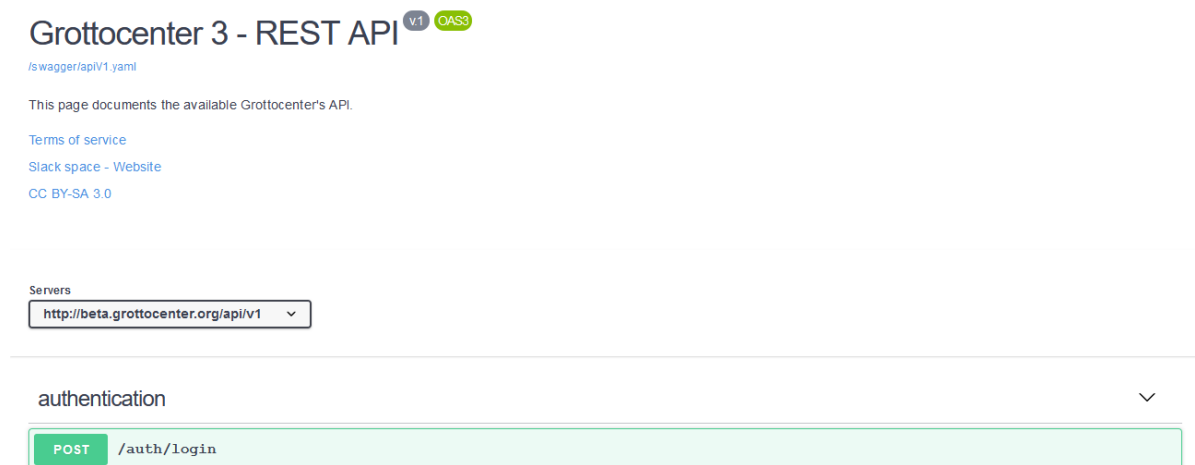 Grottocenter 3 - REST API v.1 OAS3
/swagger/apiV1.yaml
This page documents the available Grottocenter's API.
Terms of service
Slack space - Website
CC BY-SA 3.0
Servers
http://beta.grottocenter.org/api/v1
authentication
POST /auth/login